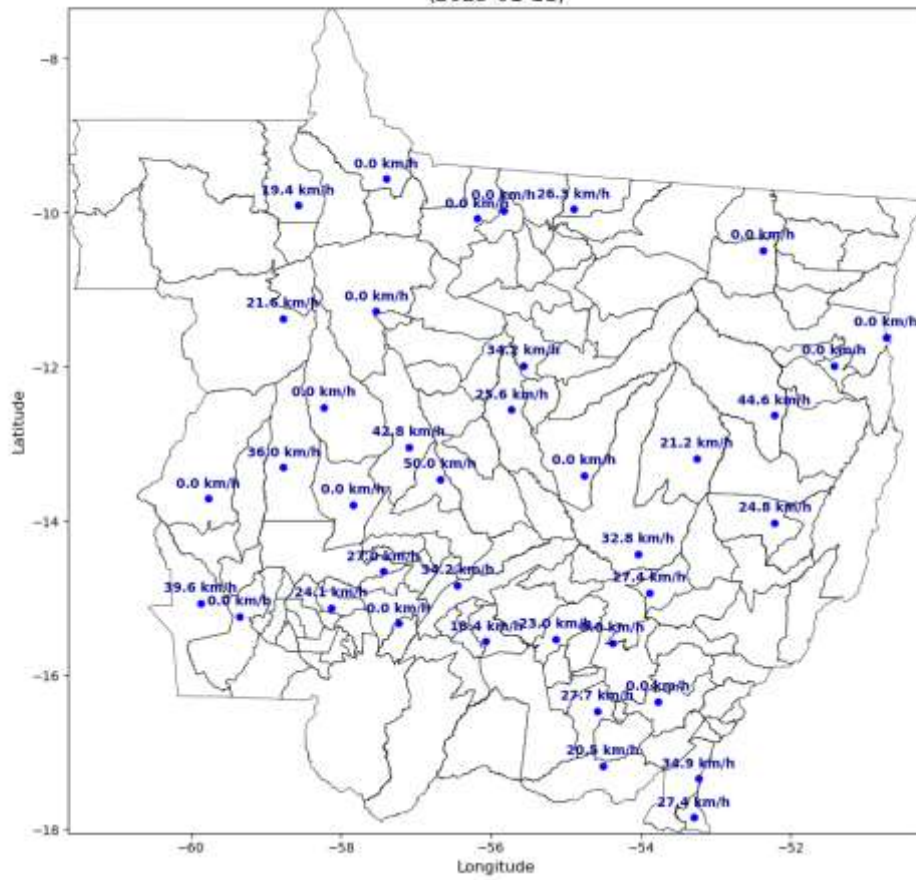 -8
0.0 km/h
19.4 km/h
0.0 km/h
26.3 km/h
0.0 km/h
-10
0.0 km/h
21.6 km/h
0.0 km/h
0.0 km/h
34.2 km/h
0.0 km/h
-12
0.0 km/h
25.6 km/h
44.6 km/h
42.8 km/h
36.0 km/h
50.0 km/h
0.0 km/h
21.2 km/h
0.0 km/h
0.0 km/h
24.8 km/h
-14
32.8 km/h
27.0 km/h
34.2 km/h
27.4 km/h
39.6 km/h
0.0 km/h
24.1 km/h
0.0 km/h
18.4 km/h
23.0 km/h
km/h
-16
0.0 km/h
27.7 km/h
20.5 km/h
34.9 km/h
27.4 km/h
-18
-60
-58
-56
-54
-52
Latitude
Longitude